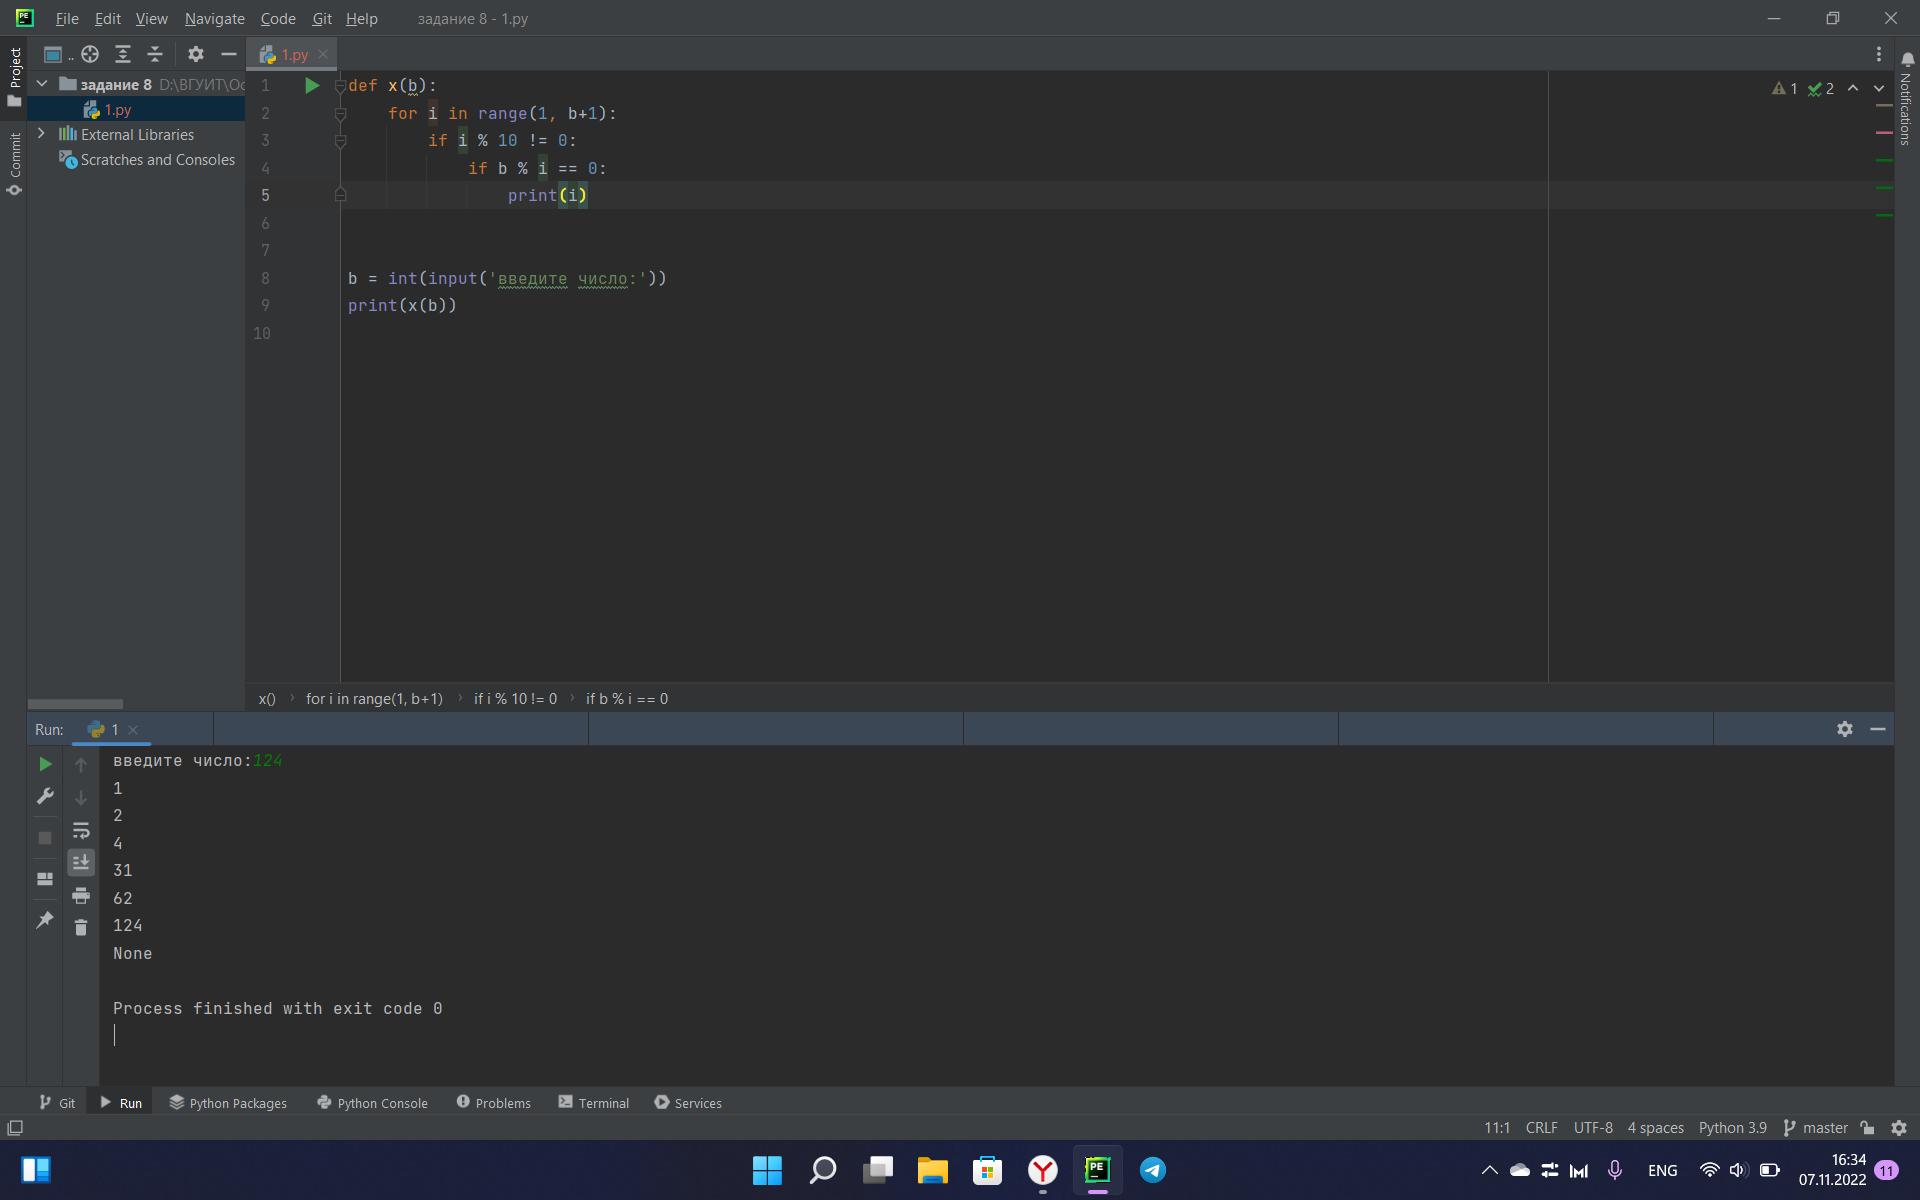 PE File Edit View Navigate Code Git Help задание 8 - 1.py
Project
Commit
Notifications
..
задание 8 D:\ВГУИТ\Ос
1.py
External Libraries
Scratches and Consoles
1.py
1 2
1 def x(b):
2 for i in range(1, b+1):
3 if i % 10 != 0:
4 if b % i == 0:
5 print(i)
6
7
8 b = int(input('введите число:'))
9 print(x(b))
10
x() for i in range(1, b+1) if i % 10 != 0 if b % i == 0
Run: 1
введите число:124
1
2
4
31
62
124
None
Process finished with exit code 0
Git Run Python Packages Python Console Problems Terminal Services
11:1 CRLF UTF-8 4 spaces Python 3.9 master
PE
ENG
16:34
07.11.2022
11